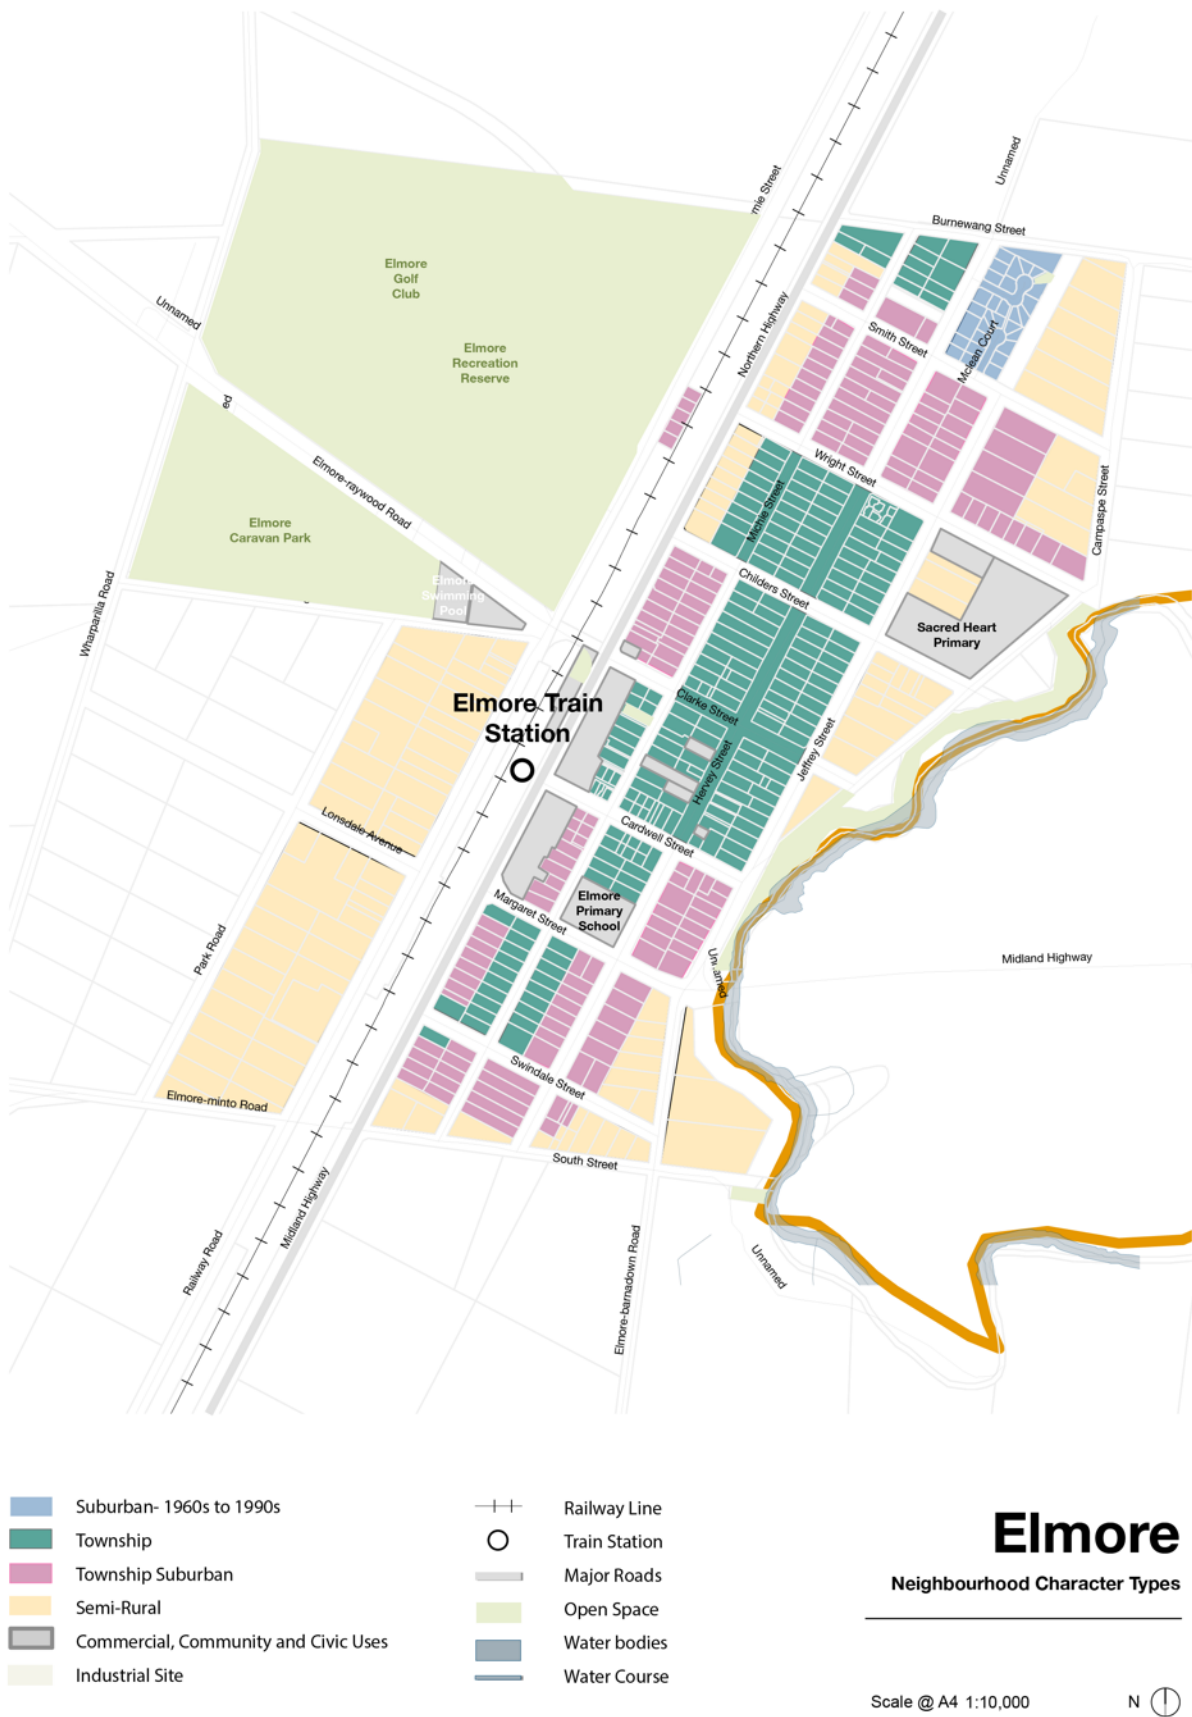 Unnamed
Burnewang Street
Elmore
Golf
Club
Unnamed
Northern Highway
Elmore
Recreation
Reserve
Smith Street
Mclean Court
Elmore-raywood Road
Wright Street
Michie Street
Campaspe Street
Elmore
Caravan Park
Elmore
Swimming
Pool
Childers Street
Wharparilla Road
Sacred Heart
Primary
Elmore Train
Station
Clarke Street
Hervey Street
Jeffrey Street
Lonsdale Avenue
Cardwell Street
Elmore
Primary
School
Margaret Street
Park Road
Unnamed
Midland Highway
Swindale Street
Elmore-minto Road
South Street
Midland Highway
Railway Road
Elmore-barnadown Road
Unnamed
Suburban- 1960s to 1990s
Township
Township Suburban
Semi-Rural
Commercial, Community and Civic Uses
Industrial Site
Railway Line
Train Station
Major Roads
Open Space
Water bodies
Water Course
Elmore
Neighbourhood Character Types
Scale @ A4 1:10,000
N